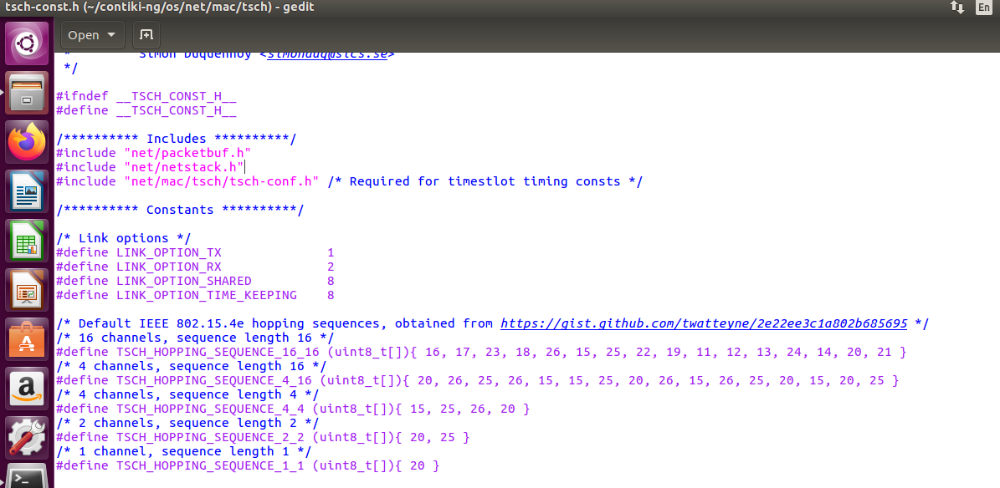 tsch-const.h (~/contiki-ng/os/net/mac/tsch) - gedit
En
Open
* Simon Duquennoy <simonduq@sics.se>
*/
#ifndef __TSCH_CONST_H__
#define __TSCH_CONST_H__
/********** Includes **********/
#include "net/packetbuf.h"
#include "net/netstack.h"
#include "net/mac/tsch/tsch-conf.h" /* Required for timestlot timing consts */
/********** Constants **********/
/* Link options */
#define LINK_OPTION_TX 1
#define LINK_OPTION_RX 2
#define LINK_OPTION_SHARED 8
#define LINK_OPTION_TIME_KEEPING 8
/* Default IEEE 802.15.4e hopping sequences, obtained from https://gist.github.com/twatteyne/2e22ee3c1a802b685695 */
/* 16 channels, sequence length 16 */
#define TSCH_HOPPING_SEQUENCE_16_16 (uint8_t[]){ 16, 17, 23, 18, 26, 15, 25, 22, 19, 11, 12, 13, 24, 14, 20, 21 }
/* 4 channels, sequence length 16 */
#define TSCH_HOPPING_SEQUENCE_4_16 (uint8_t[]){ 20, 26, 25, 26, 15, 15, 25, 20, 26, 15, 26, 25, 20, 15, 20, 25 }
/* 4 channels, sequence length 4 */
#define TSCH_HOPPING_SEQUENCE_4_4 (uint8_t[]){ 15, 25, 26, 20 }
/* 2 channels, sequence length 2 */
#define TSCH_HOPPING_SEQUENCE_2_2 (uint8_t[]){ 20, 25 }
/* 1 channel, sequence length 1 */
#define TSCH_HOPPING_SEQUENCE_1_1 (uint8_t[]){ 20 }